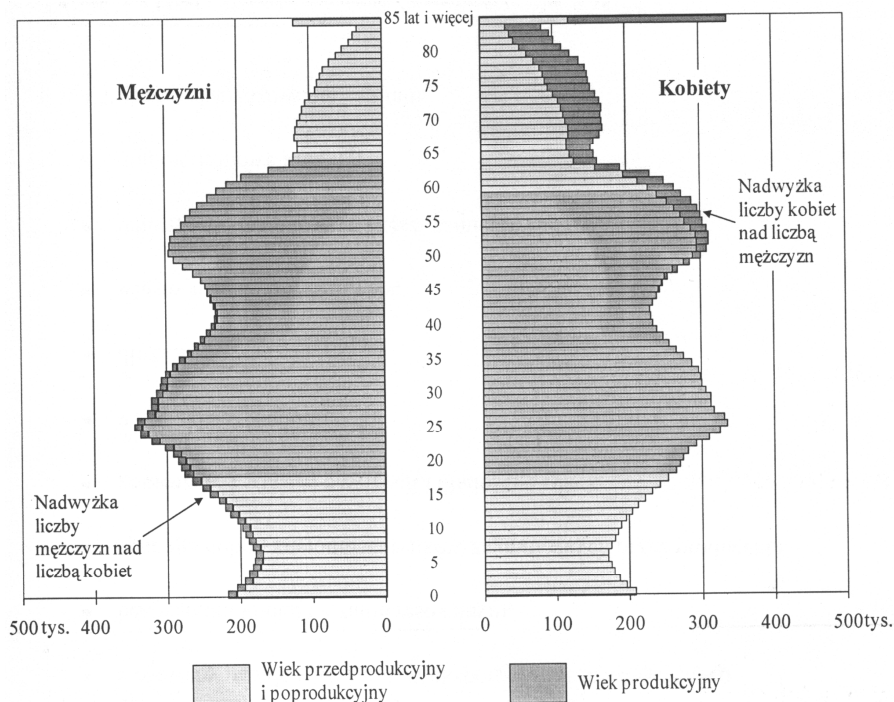 85 lat i więcej
80
75
70
65
60
55
50
45
40
35
30
25
20
15
10
5
0
Mężczyźni
Kobiety
Nadwyżka
liczby kobiet
nad liczbą
mężczyzn
Nadwyżka
liczby
mężczyzn nad
liczbą kobiet
500 tys. 400 300 200 100 0
0 100 200 300 400 500 tys.
Wiek przedprodukcyjny
i poprodukcyjny
Wiek produkcyjny